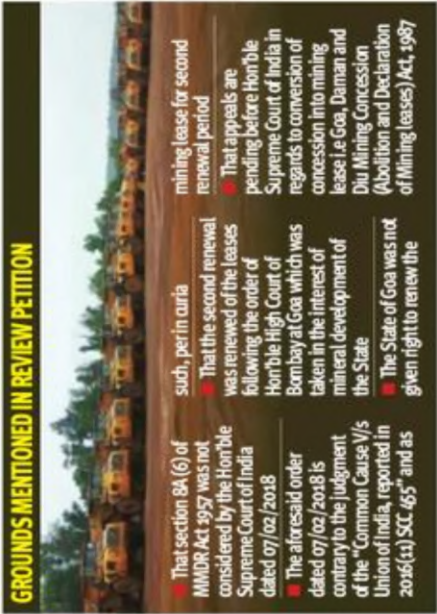 GROUNDS MENTIONED IN REVIEW PETITION
That section 8A (6) of
MMDR Act 1957 was not
considered by the Hon'ble
Supreme Court of India
dated 07/02/2018
The aforesaid order
dated 07/02/2018 is
contrary to the judgment
of the "Common Cause V/s
Union of India, reported in
2016(11) SCC 465" and as
such, per in curia
That the second renewal
was renewed of the leases
following the order of
Hon'ble High Court of
Bombay at Goa which was
taken in the interest of
mineral development of
the State
The State of Goa was not
given right to renew the
mining lease for second
renewal period
That appeals are
pending before Hon'ble
Supreme Court of India in
regards to conversion of
concession into mining
lease i.e Goa, Daman and
Diu Mining Concession
(Abolition and Declaration
of Mining leases) Act, 1987